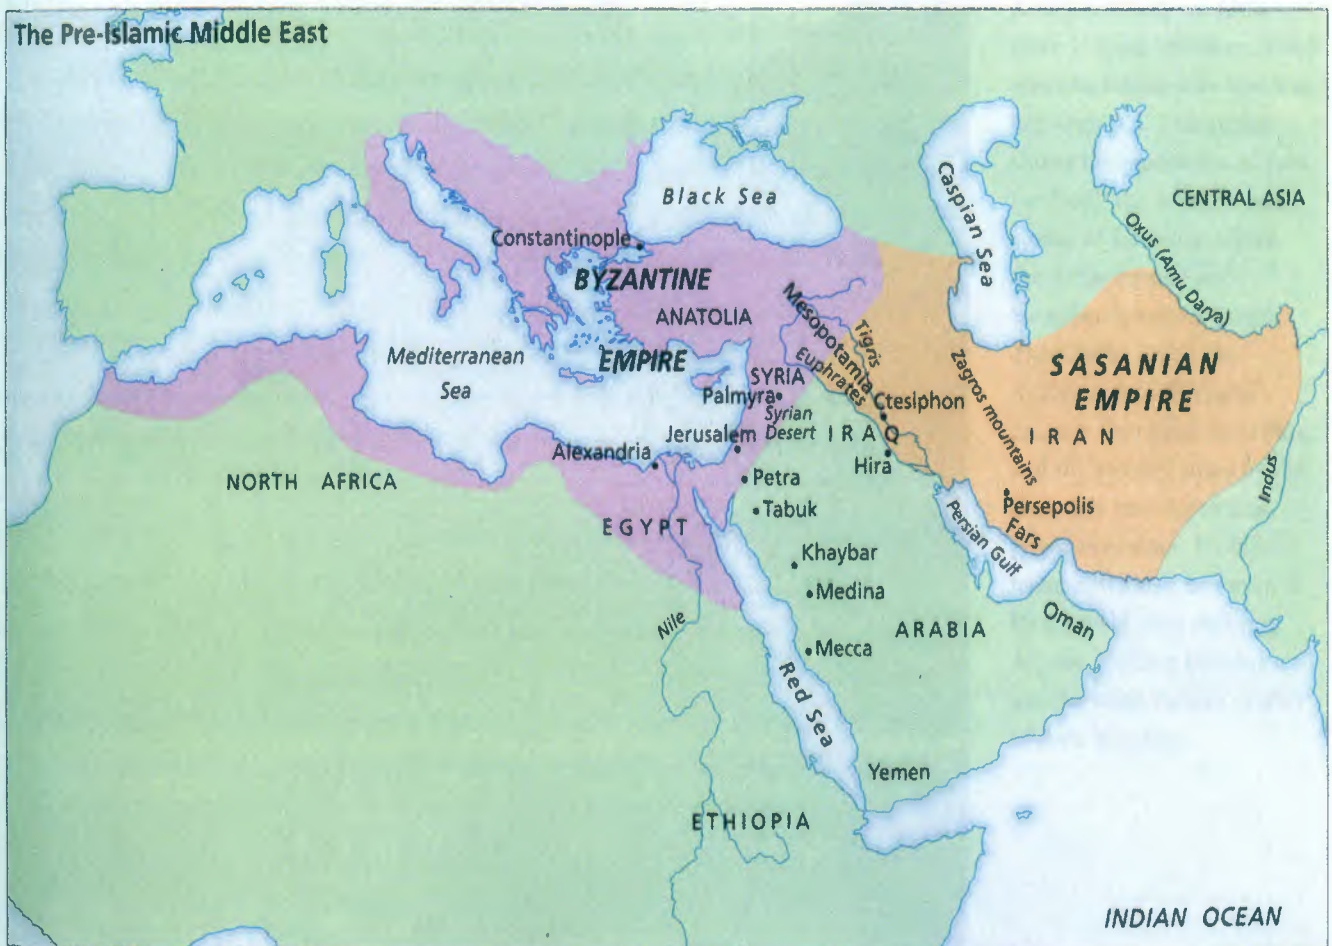 The Pre-Islamic Middle East
Black Sea
Caspian Sea
CENTRAL ASIA
Oxus (Amu Darya)
Constantinople
BYZANTINE
EMPIRE
ANATOLIA
Mesopotamia
Tigris
Euphrates
Zagros mountains
SASANIAN
EMPIRE
IRAN
Mediterranean
Sea
SYRIA
Palmyra
Syrian
Desert
Ctesiphon
IRAQ
Hira
Jerusalem
Alexandria
Petra
Tabuk
NORTH AFRICA
EGYPT
Persepolis
Fars
Persian Gulf
Indus
Khaybar
Medina
Mecca
ARABIA
Oman
Nile
Red Sea
Yemen
ETHIOPIA
INDIAN OCEAN